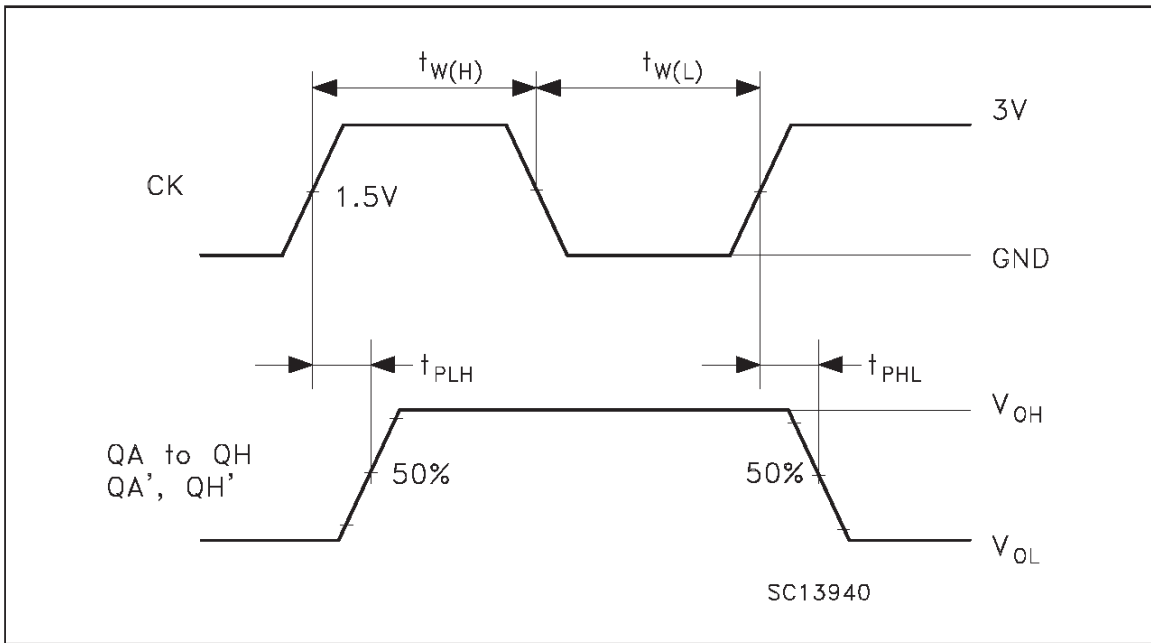 tW(H)
tW(L)
3V
CK
1.5V
GND
tPLH
tPHL
VOH
QA to QH
QA’, QH’
50%
50%
VOL
SC13940